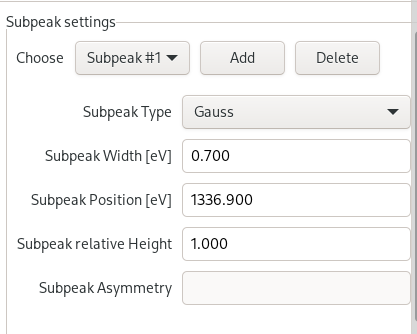 Subpeak settings
Choose Subpeak #1 Add Delete
Subpeak Type Gauss
Subpeak Width [eV] 0.700
Subpeak Position [eV] 1336.900
Subpeak relative Height 1.000
Subpeak Asymmetry